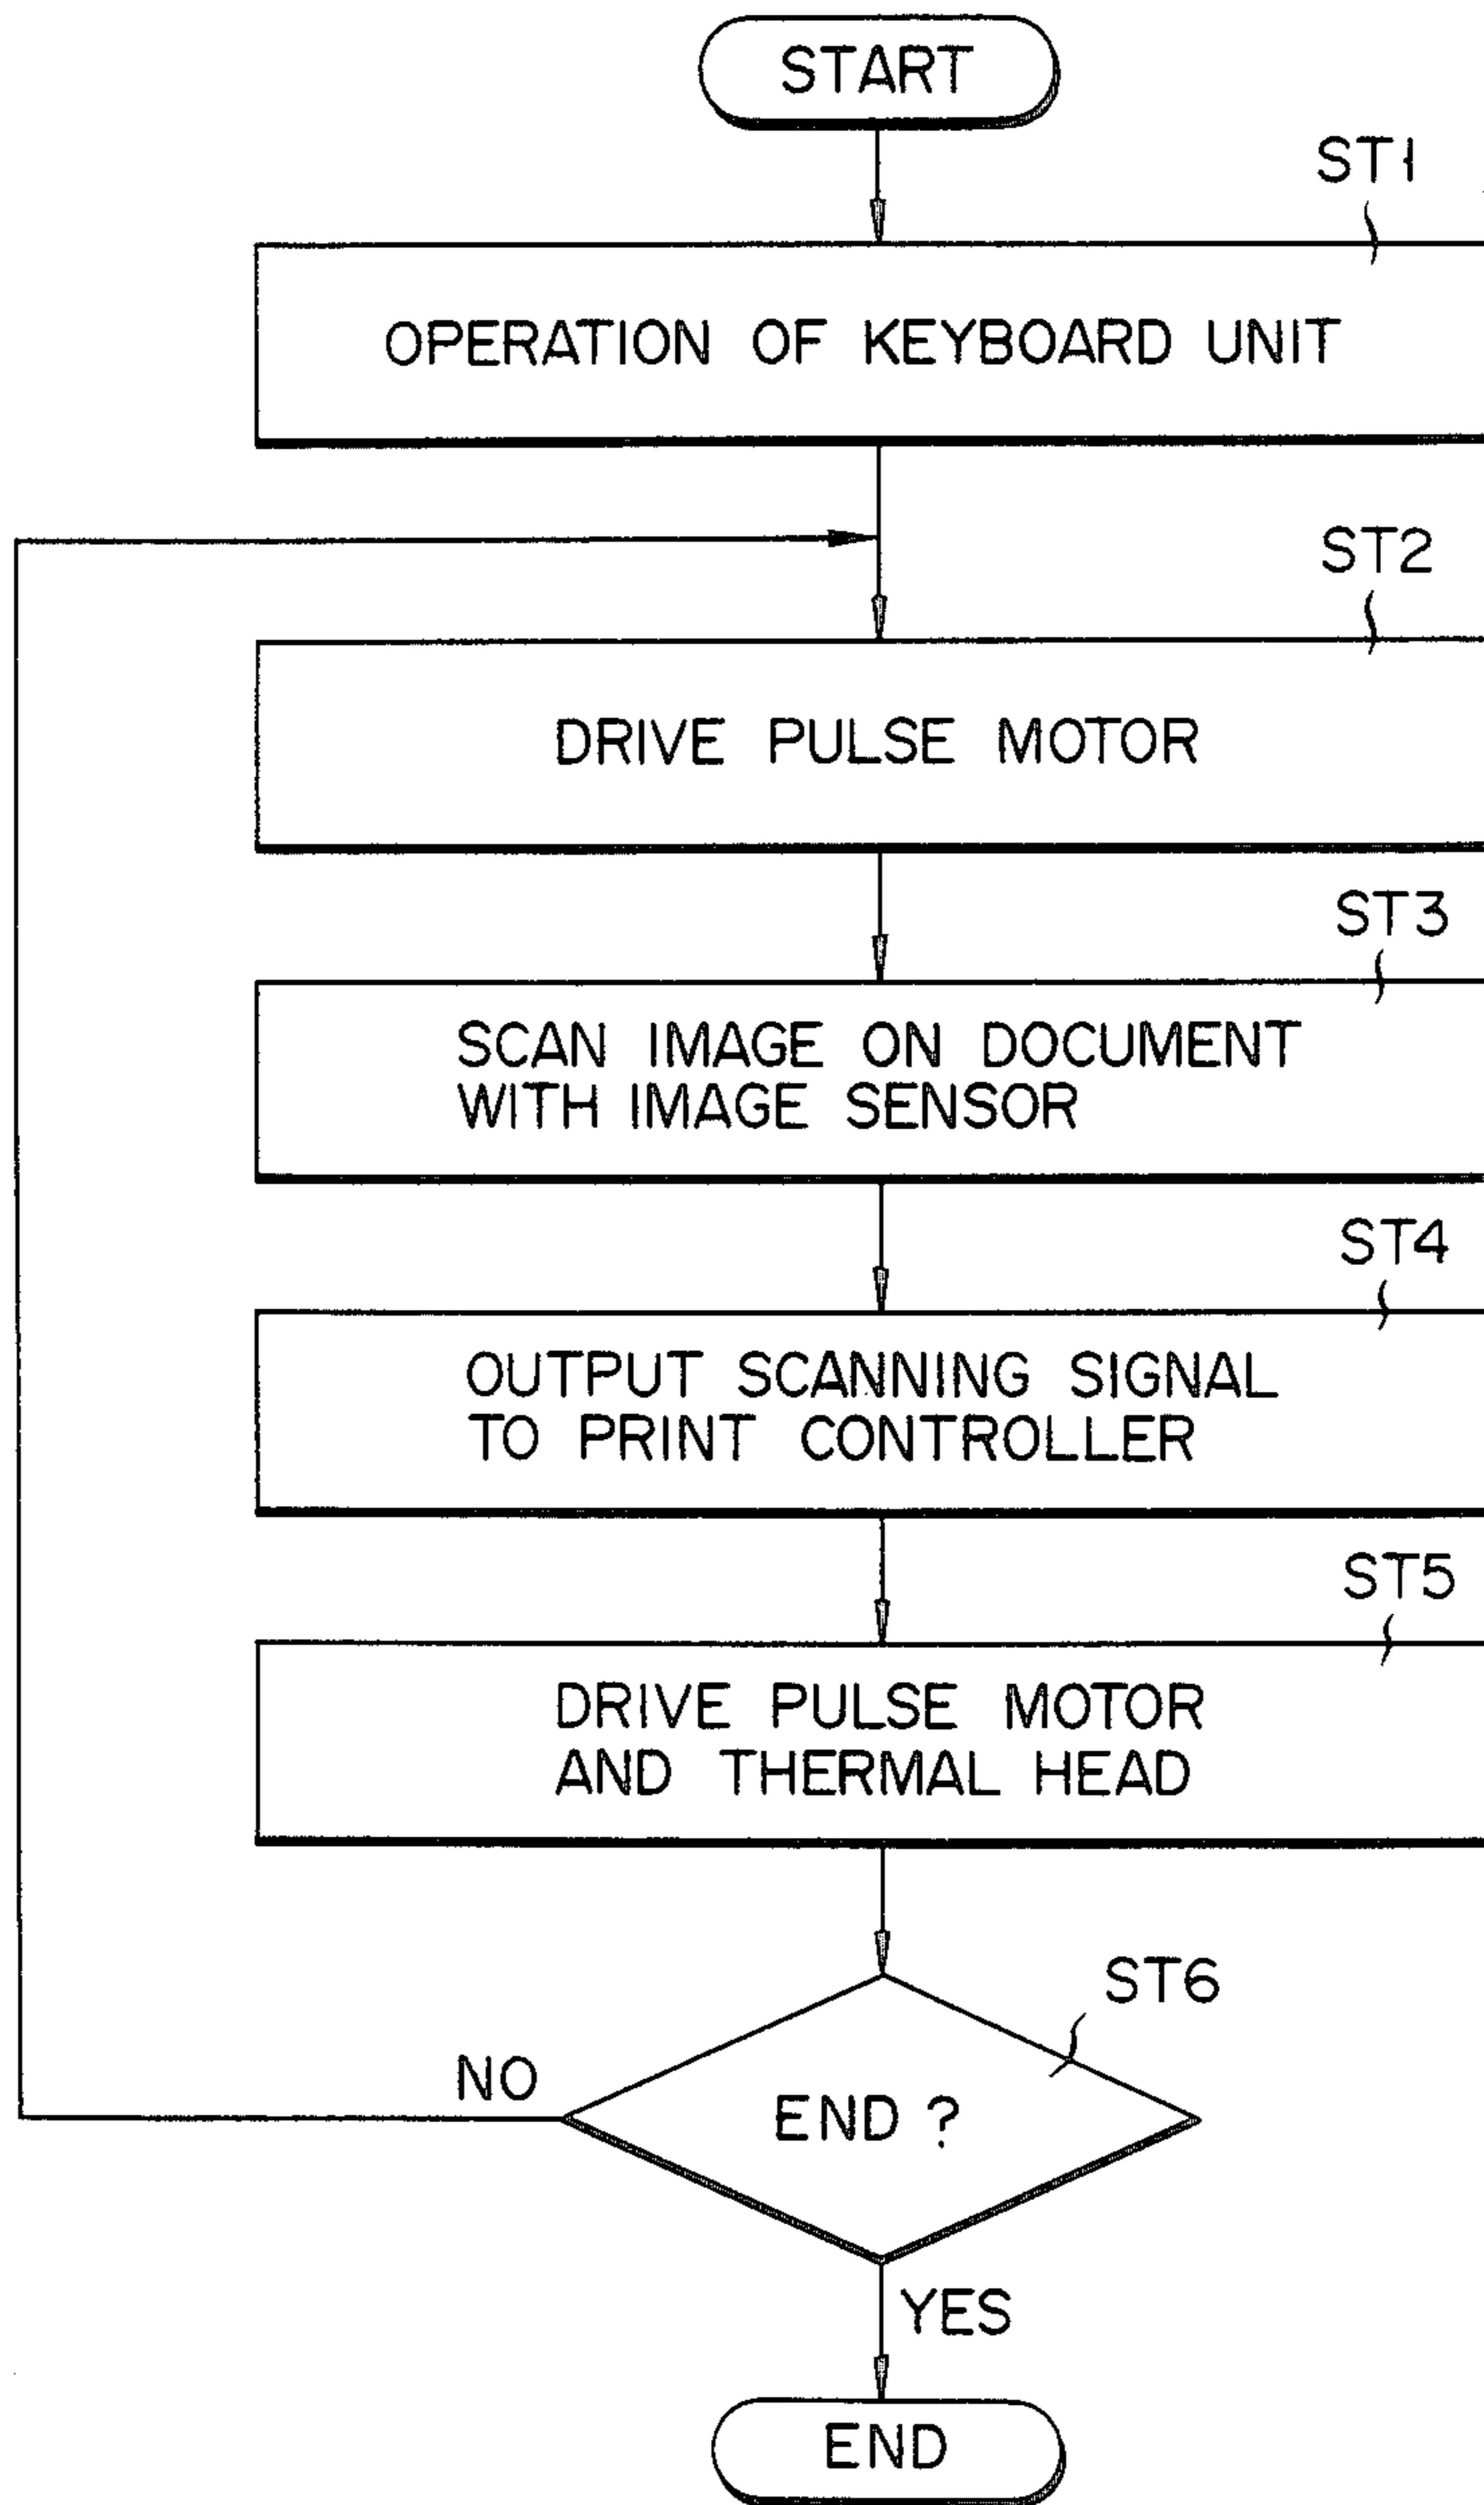 START
ST1
OPERATION OF KEYBOARD UNIT
ST2
DRIVE PULSE MOTOR
ST3
SCAN IMAGE ON DOCUMENT
WITH IMAGE SENSOR
ST4
OUTPUT SCANNING SIGNAL
TO PRINT CONTROLLER
ST5
DRIVE PULSE MOTOR
AND THERMAL HEAD
ST6
NO
END ?
YES
END